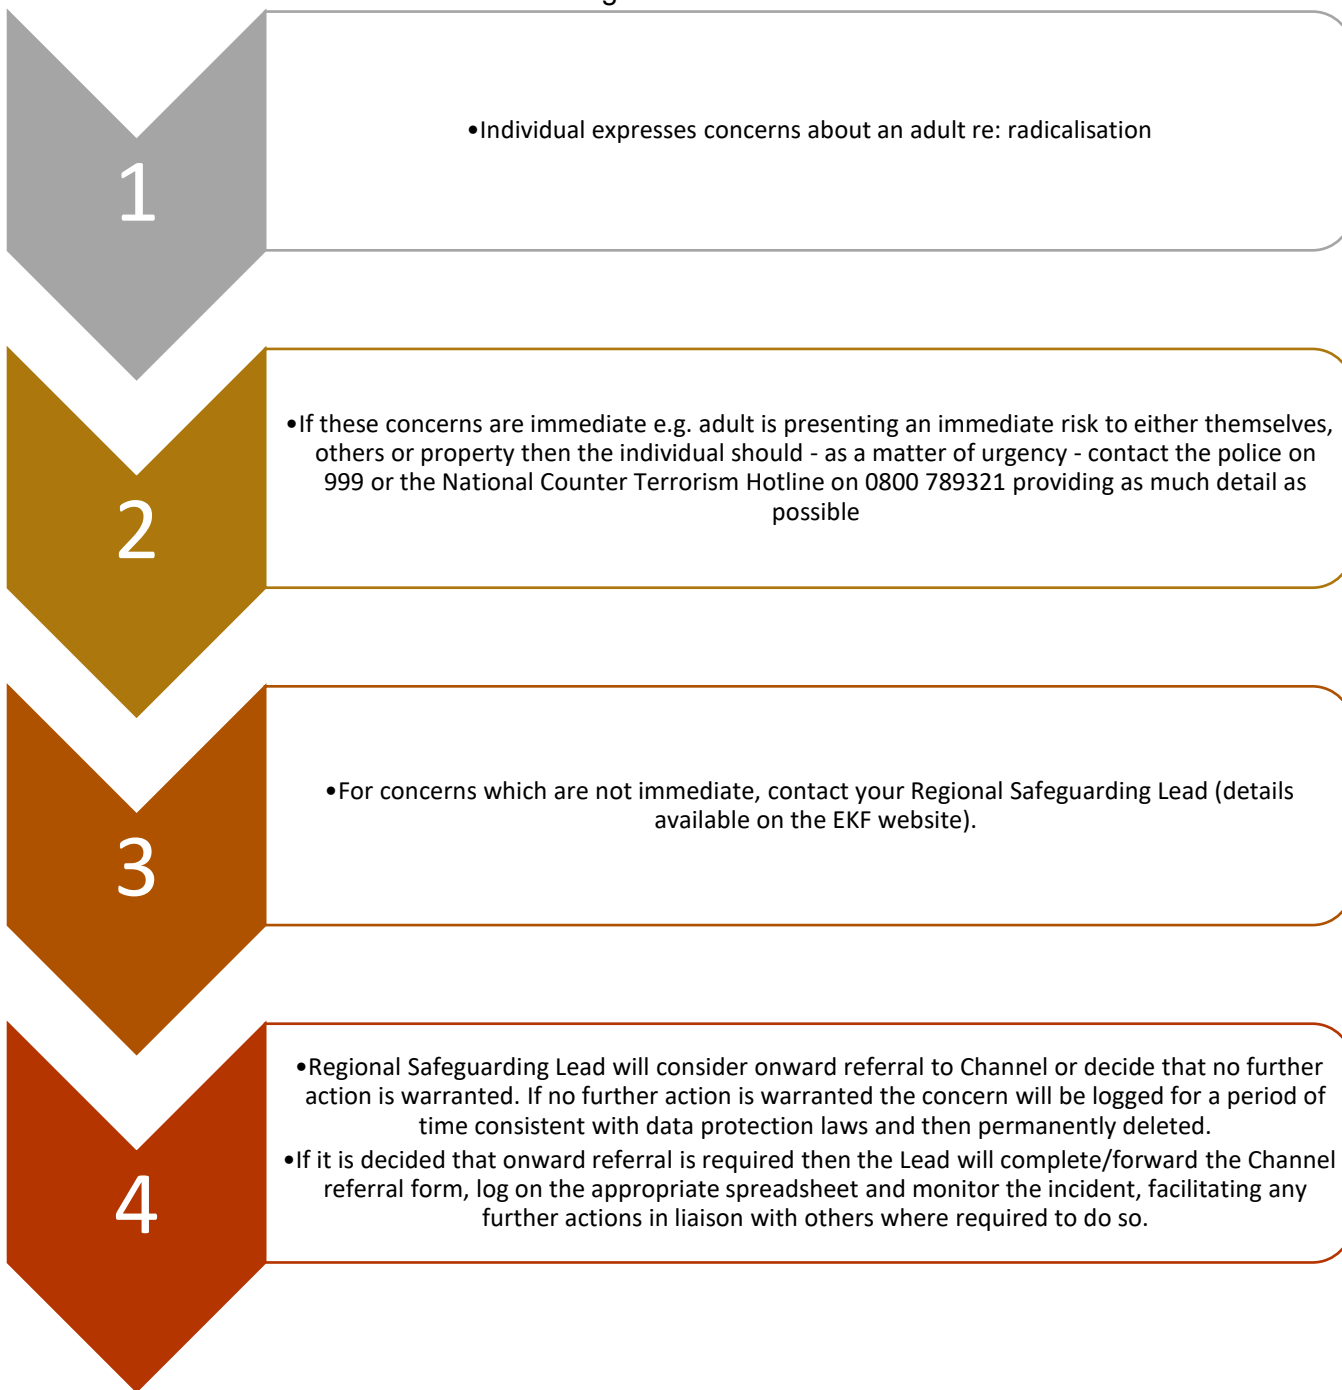 1
•Individual expresses concerns about an adult re: radicalisation
2
•If these concerns are immediate e.g. adult is presenting an immediate risk to either themselves,
others or property then the individual should - as a matter of urgency - contact the police on
999 or the National Counter Terrorism Hotline on 0800 789321 providing as much detail as
possible
3
•For concerns which are not immediate, contact your Regional Safeguarding Lead (details
available on the EKF website).
4
•Regional Safeguarding Lead will consider onward referral to Channel or decide that no further
action is warranted. If no further action is warranted the concern will be logged for a period of
time consistent with data protection laws and then permanently deleted.
•If it is decided that onward referral is required then the Lead will complete/forward the Channel
referral form, log on the appropriate spreadsheet and monitor the incident, facilitating any
further actions in liaison with others where required to do so.